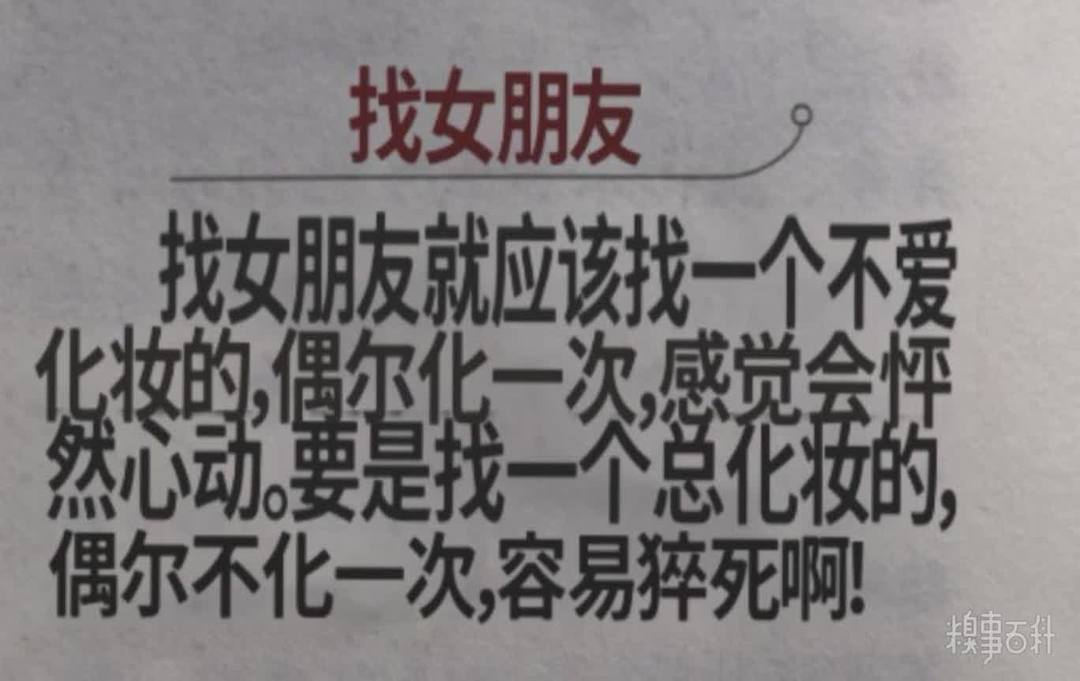 找女朋友
找女朋友就应该找一个不爱
化妆的,偶尔化一次,感觉会怦
然心动。要是找一个总化妆的,
偶尔不化一次,容易猝死啊!
糗事百科